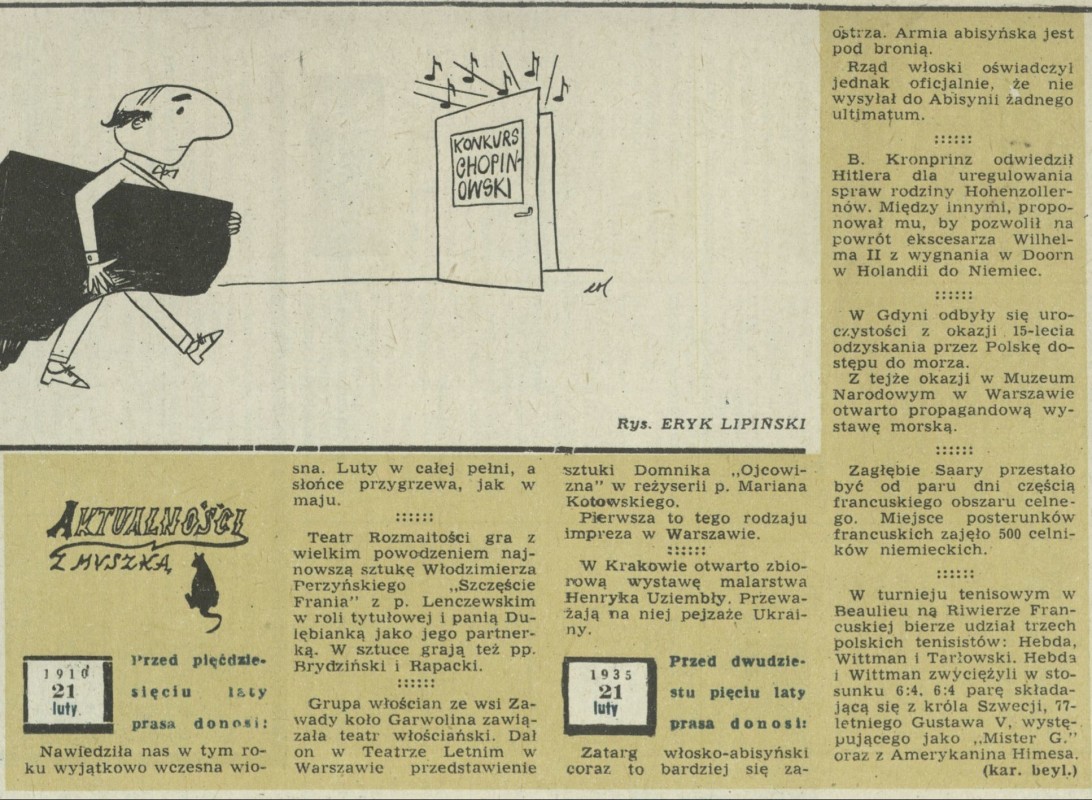 KONKURS
CHOPIN-
OWSKI
Rys. ERYK LIPIŃSKI
AKTUALNOŚCI
Z MYSZKĄ
1910
21
luty
Przed pięćdzie-
sięciu laty
prasa donosi:
Nawiedziła nas w tym ro-
ku wyjątkowo wczesna wio-
sna. Luty w całej pełni, a
słońce przygrzewa, jak w
maju.
::::::
Teatr Rozmaitości gra z
wielkim powodzeniem naj-
nowszą sztukę Włodzimierza
Perzyńskiego „Szczęście
Frania" z p. Lenczewskim
w roli tytułowej i panią Du-
lębianką jako jego partner-
ką. W sztuce grają też pp.
Brydziński i Rapacki.
::::::
Grupa włościan ze wsi Za-
wady koło Garwolina zawią-
zała teatr włościański. Dał
on w Teatrze Letnim w
Warszawie przedstawienie
sztuki Domnika „Ojcowi-
zna" w reżyserii p. Mariana
Kotowskiego.
Pierwsza to tego rodzaju
impreza w Warszawie.
::::::
W Krakowie otwarto zbio-
rową wystawę malarstwa
Henryka Uziembły. Przewa-
żają na niej pejzaże Ukrai-
ny.
1935
21
luty
Przed dwudzie-
stu pięciu laty
prasa donosi:
Zatarg włosko-abisyński
coraz to bardziej się za-
ostrza. Armia abisyńska jest
pod bronią.
Rząd włoski oświadczył
jednak oficjalnie, że nie
wysyłał do Abisynii żadnego
ultimatum.
::::::
B. Kronprinz odwiedził
Hitlera dla uregulowania
spraw rodziny Hohenzoller-
nów. Między innymi, propo-
nował mu, by pozwolił na
powrót ekscesarza Wilhel-
ma II z wygnania w Doorn
w Holandii do Niemiec.
::::::
W Gdyni odbyły się uro-
czystości z okazji 15-lecia
odzyskania przez Polskę do-
stępu do morza.
Z tejże okazji w Muzeum
Narodowym w Warszawie
otwarto propagandową wy-
stawę morską.
::::::
Zagłębie Saary przestało
być od paru dni częścią
francuskiego obszaru celne-
go. Miejsce posterunków
francuskich zajęło 500 celni-
ków niemieckich.
::::::
W turnieju tenisowym w
Beaulieu na Riwierze Fran-
cuskiej bierze udział trzech
polskich tenisistów: Hebda,
Wittman i Tarłowski. Hebda
i Wittman zwyciężyli w sto-
sunku 6:4, 6:4 parę składa-
jącą się z króla Szwecji, 77-
letniego Gustawa V, wystę-
pującego jako „Mister G."
oraz z Amerykanina Himesa.
(kar. beyl.)